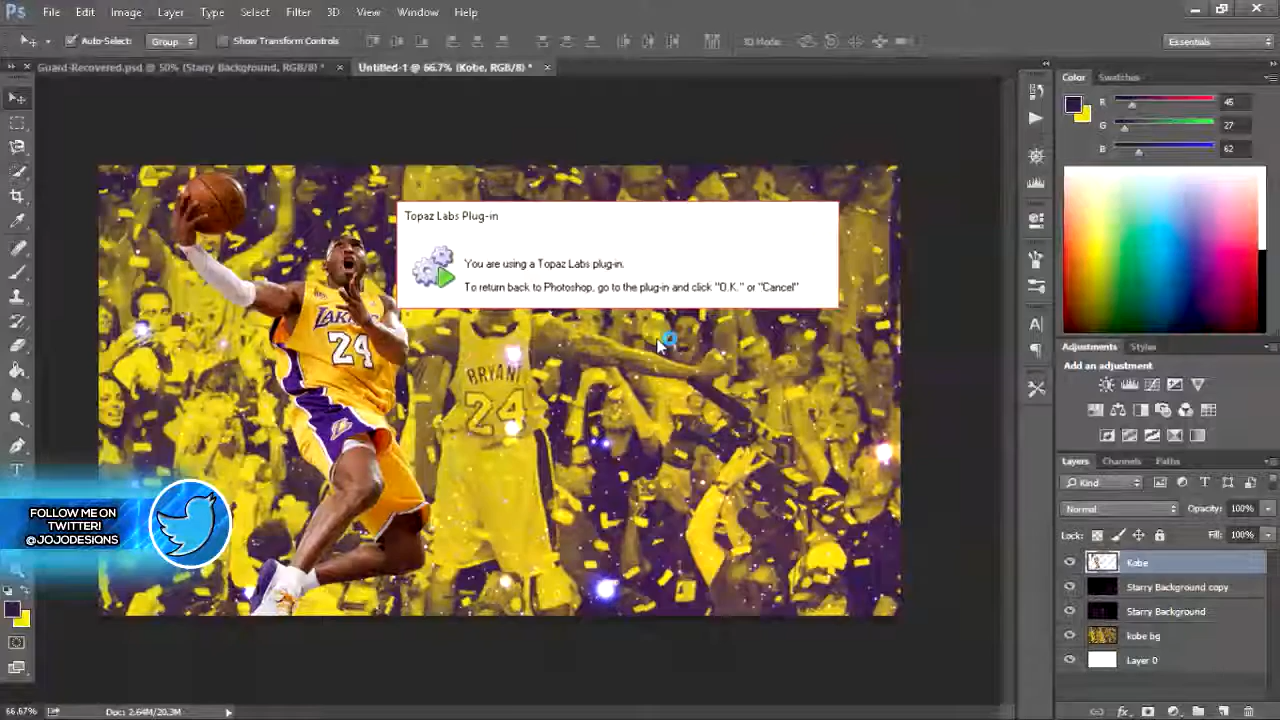 Ps File Edit Image Layer Type Select Filter 3D View Window Help
Auto-Select: Group Show Transform Controls 3D Mode: Essentials
Guard-Recovered.psd @ 50% (Starry Background, RGB/8) * × Untitled-1 @ 66.7% (Kobe, RGB/8) * ×
Color Swatches
R 45
G 27
B 62
Topaz Labs Plug-in
You are using a Topaz Labs plug-in.
To return back to Photoshop, go to the plug-in and click "O.K." or "Cancel"
LAKERS
24
BRYANT
24
Adjustments Styles
Add an adjustment
Layers Channels Paths
Kind
Normal Opacity: 100%
Lock: Fill: 100%
Kobe
Starry Background copy
Starry Background
kobe bg
Layer 0
FOLLOW ME ON
TWITTER!
@JOJODESIGNS
66.67% Doc: 2.64M/20.3M
fx